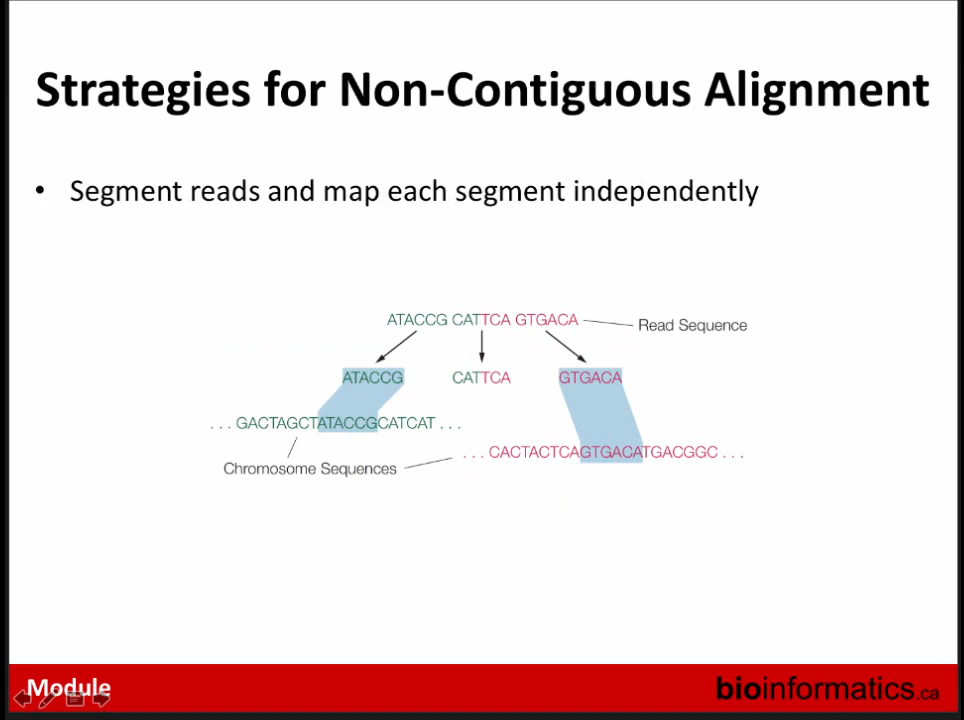 Strategies for Non-Contiguous Alignment
• Segment reads and map each segment independently
ATACCG CATTCA GTGACA
Read Sequence
ATACCG CATTCA GTGACA
. . . GACTAGCTATACCGCATCAT . . .
. . . CACTACTCAGTGACATGACGGC . . .
Chromosome Sequences
Module
bioinformatics.ca